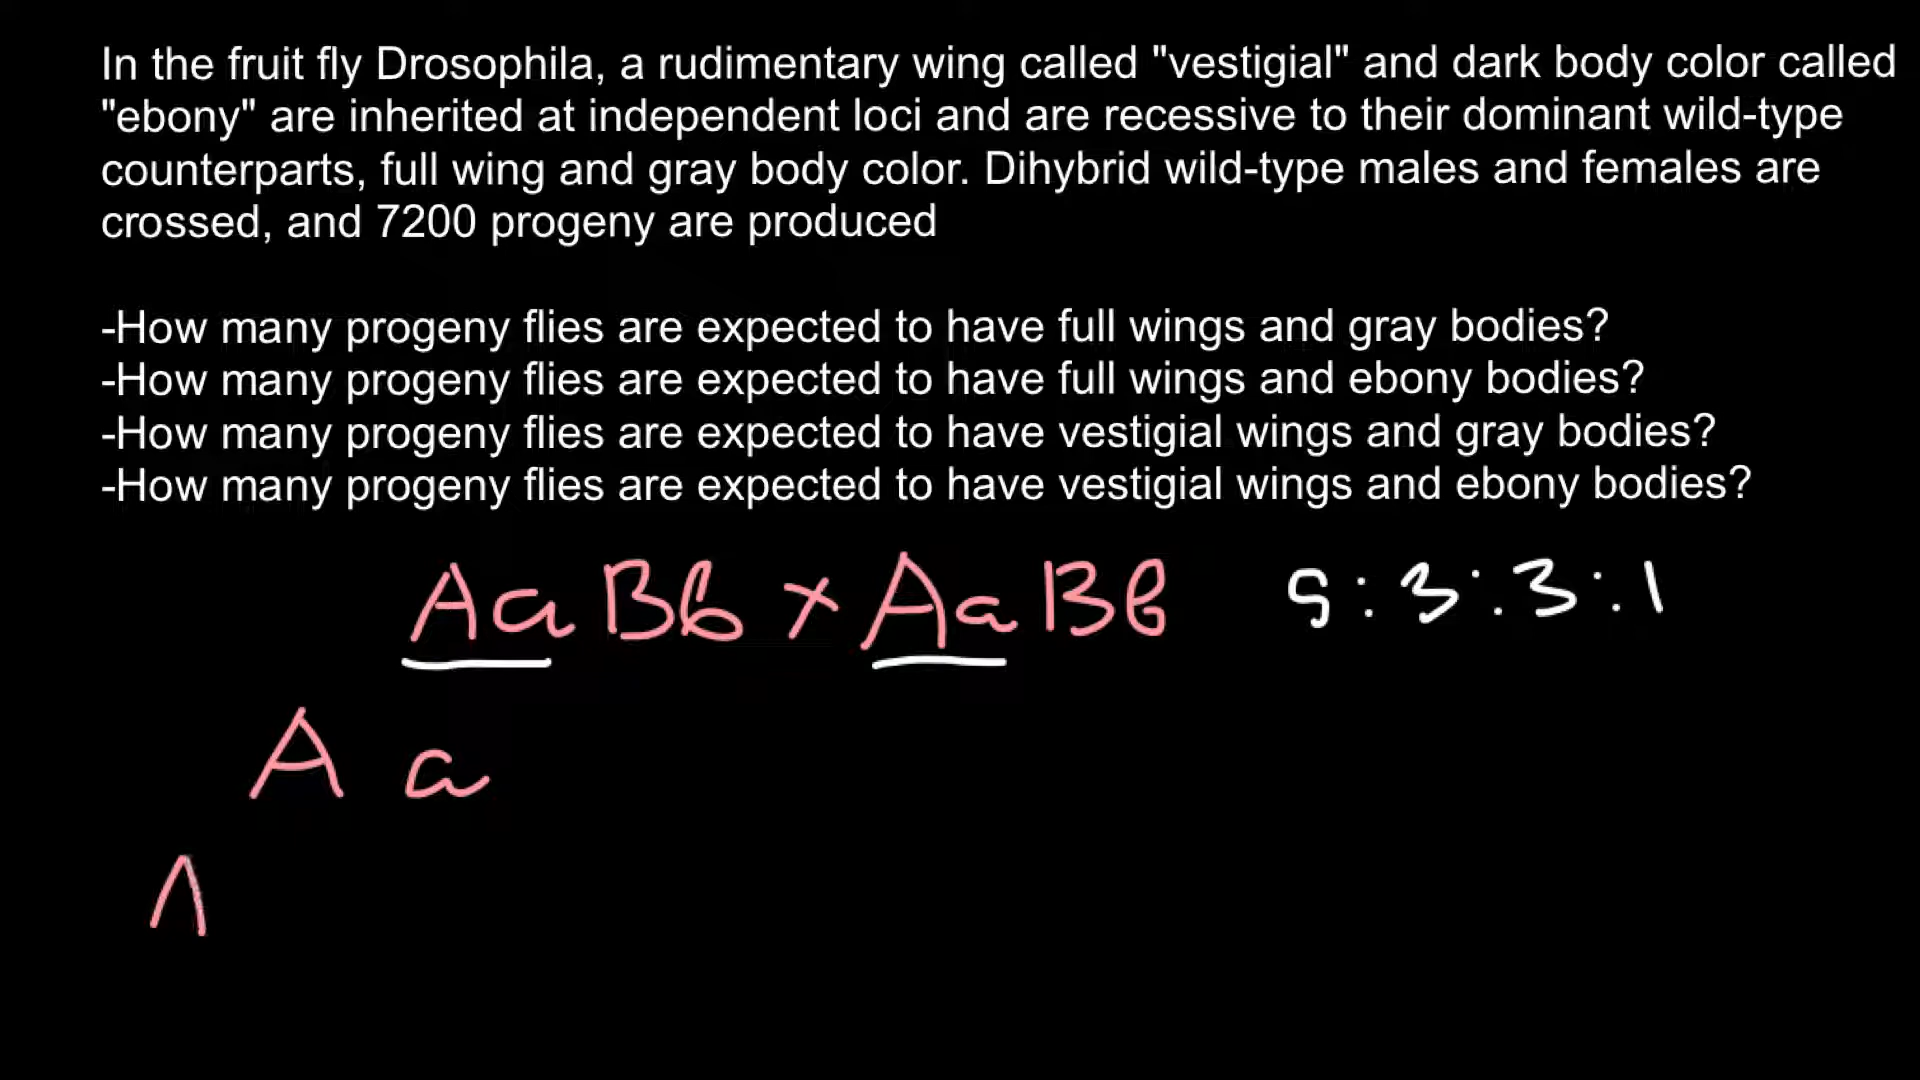 In the fruit fly Drosophila, a rudimentary wing called "vestigial" and dark body color called
"ebony" are inherited at independent loci and are recessive to their dominant wild-type
counterparts, full wing and gray body color. Dihybrid wild-type males and females are
crossed, and 7200 progeny are produced
-How many progeny flies are expected to have full wings and gray bodies?
-How many progeny flies are expected to have full wings and ebony bodies?
-How many progeny flies are expected to have vestigial wings and gray bodies?
-How many progeny flies are expected to have vestigial wings and ebony bodies?
AaBb x AaBb 9:3:3:1
A a